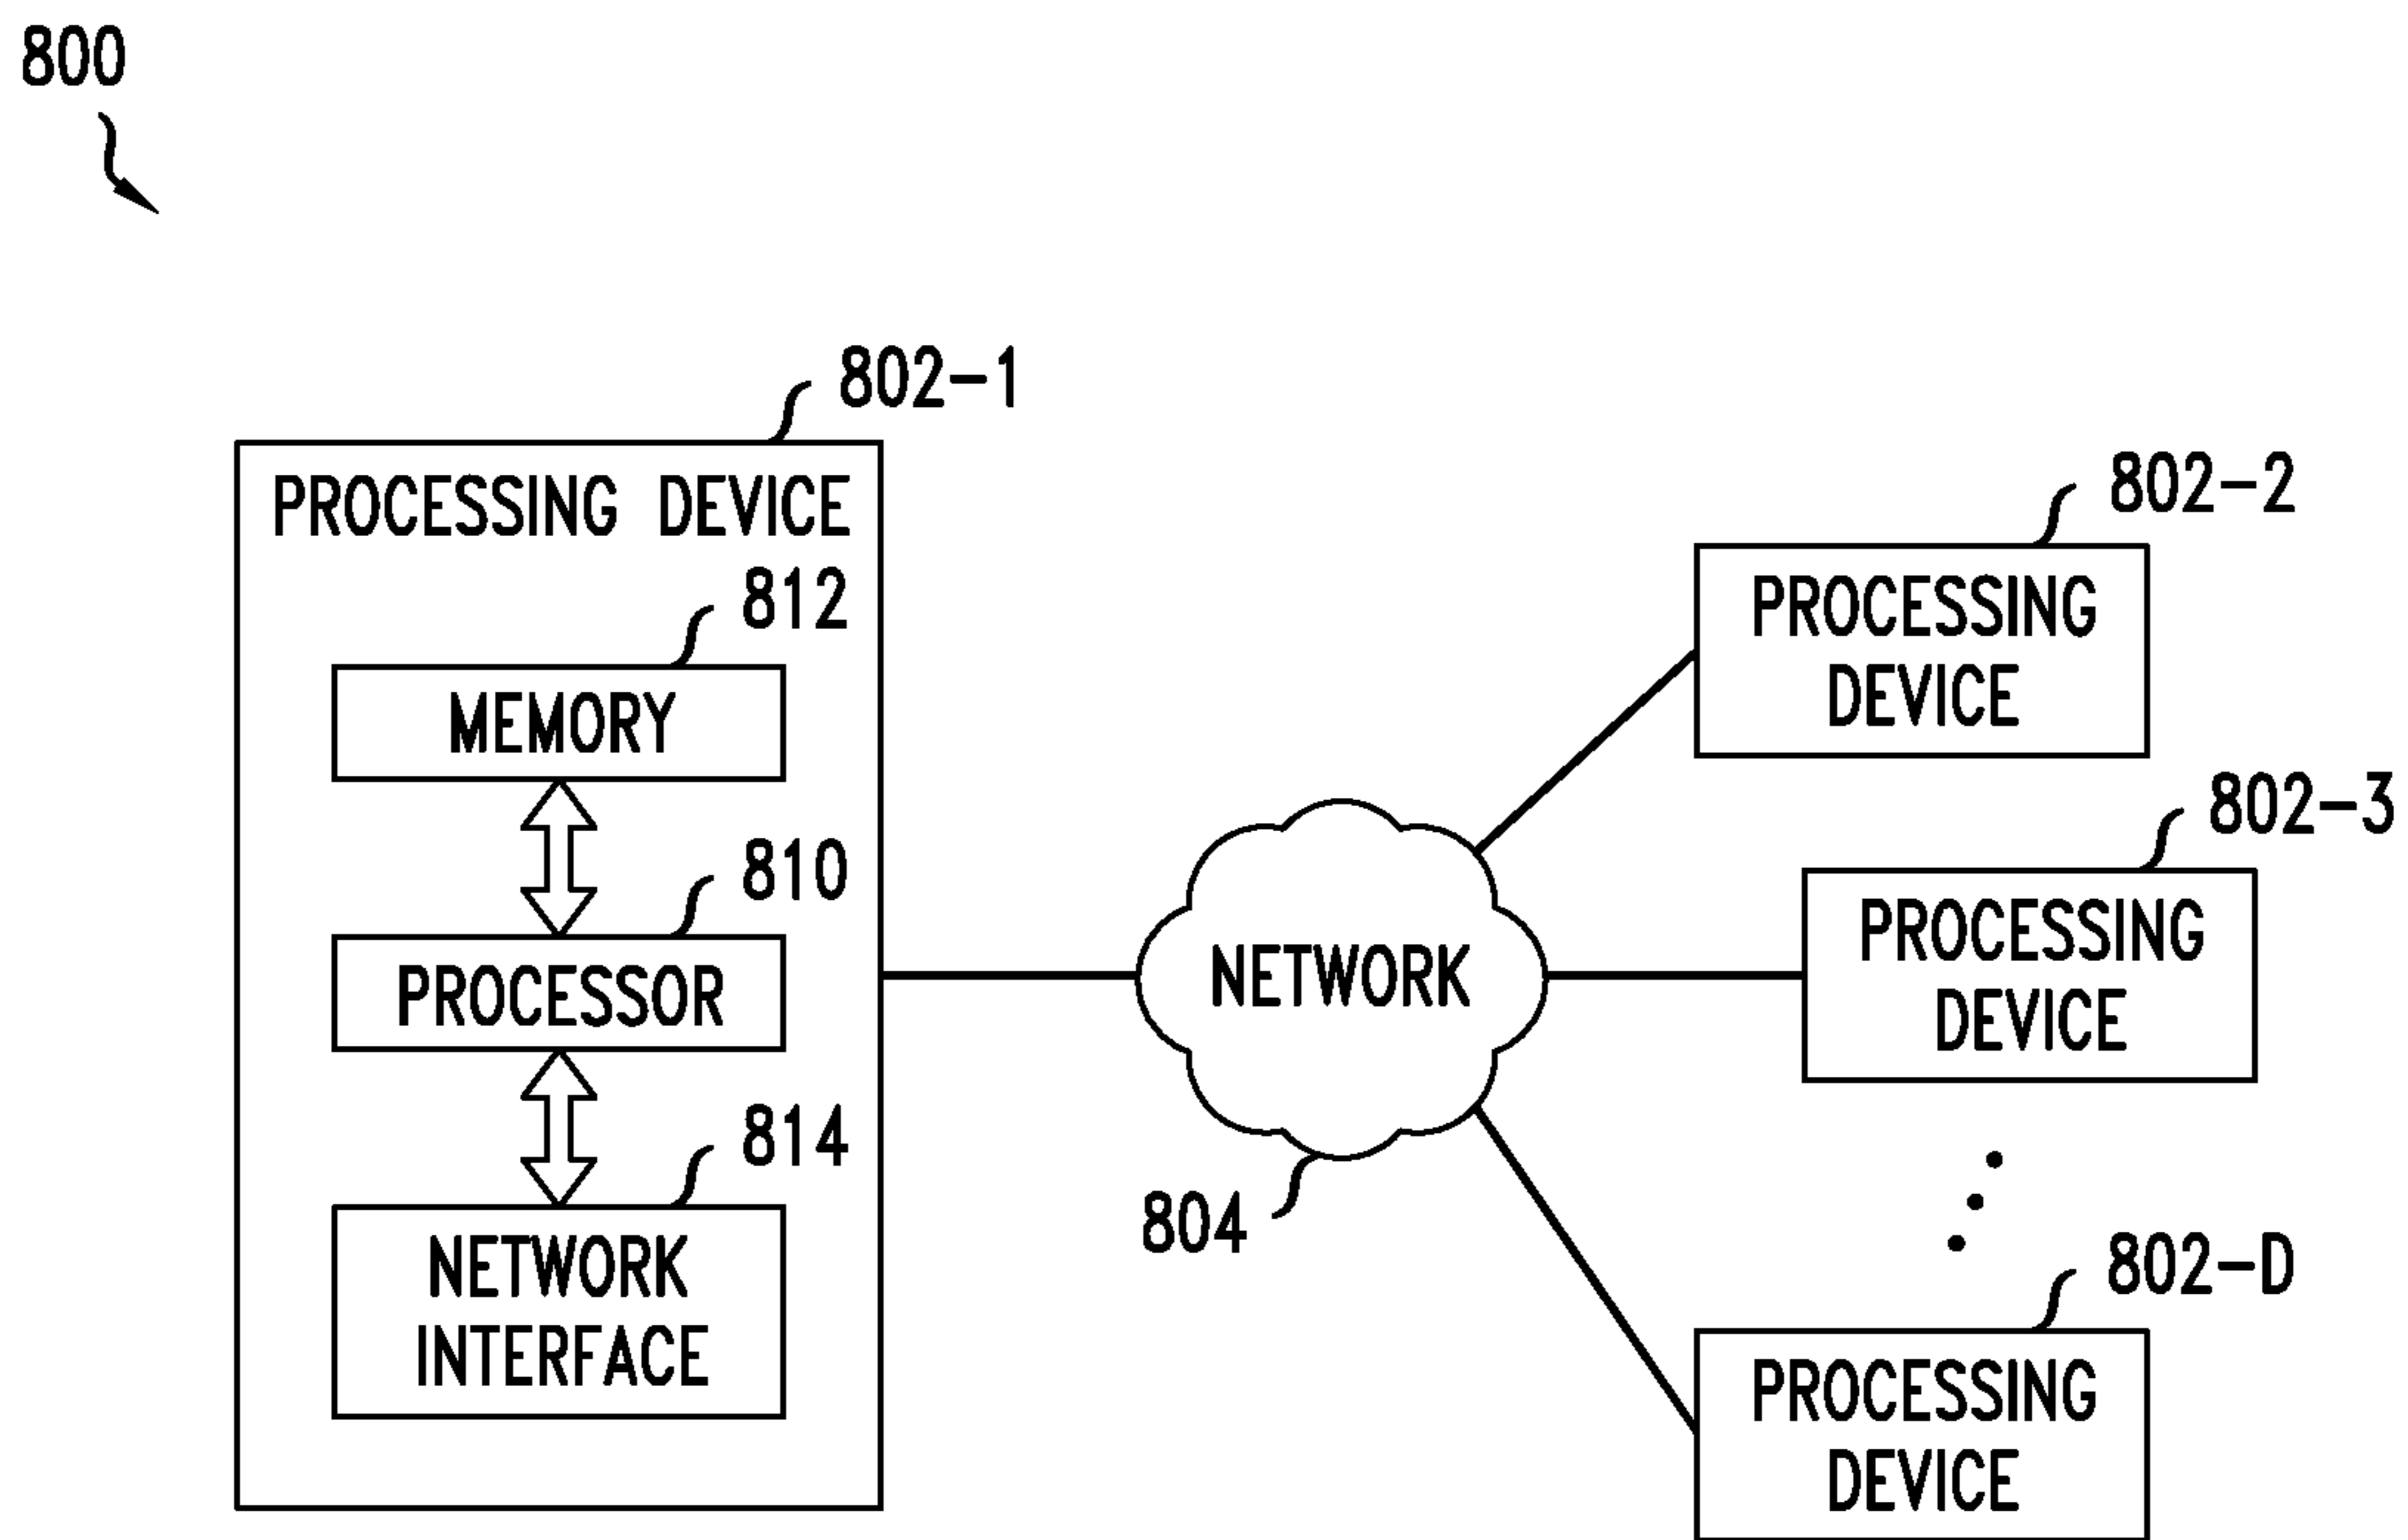 800
802-1
PROCESSING DEVICE
812
MEMORY
810
PROCESSOR
814
NETWORK
INTERFACE
NETWORK
804
802-2
PROCESSING
DEVICE
802-3
PROCESSING
DEVICE
802-D
PROCESSING
DEVICE